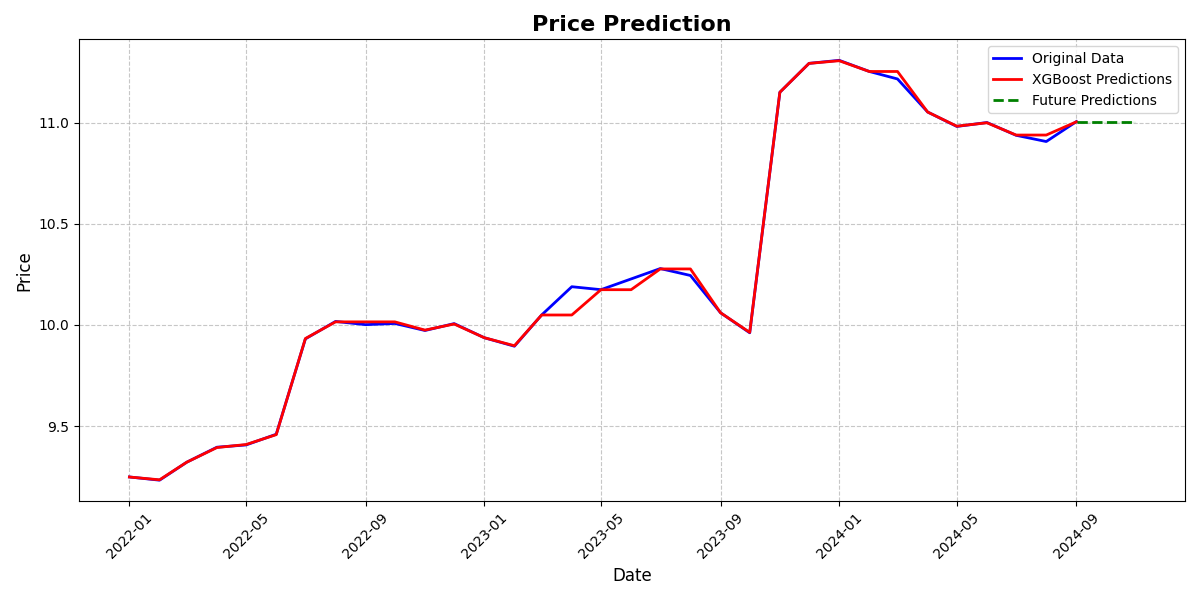 Price Prediction
Original Data
XGBoost Predictions
Future Predictions
Price
11.0
10.5
10.0
9.5
2022-01
2022-05
2022-09
2023-01
2023-05
2023-09
2024-01
2024-05
2024-09
Date